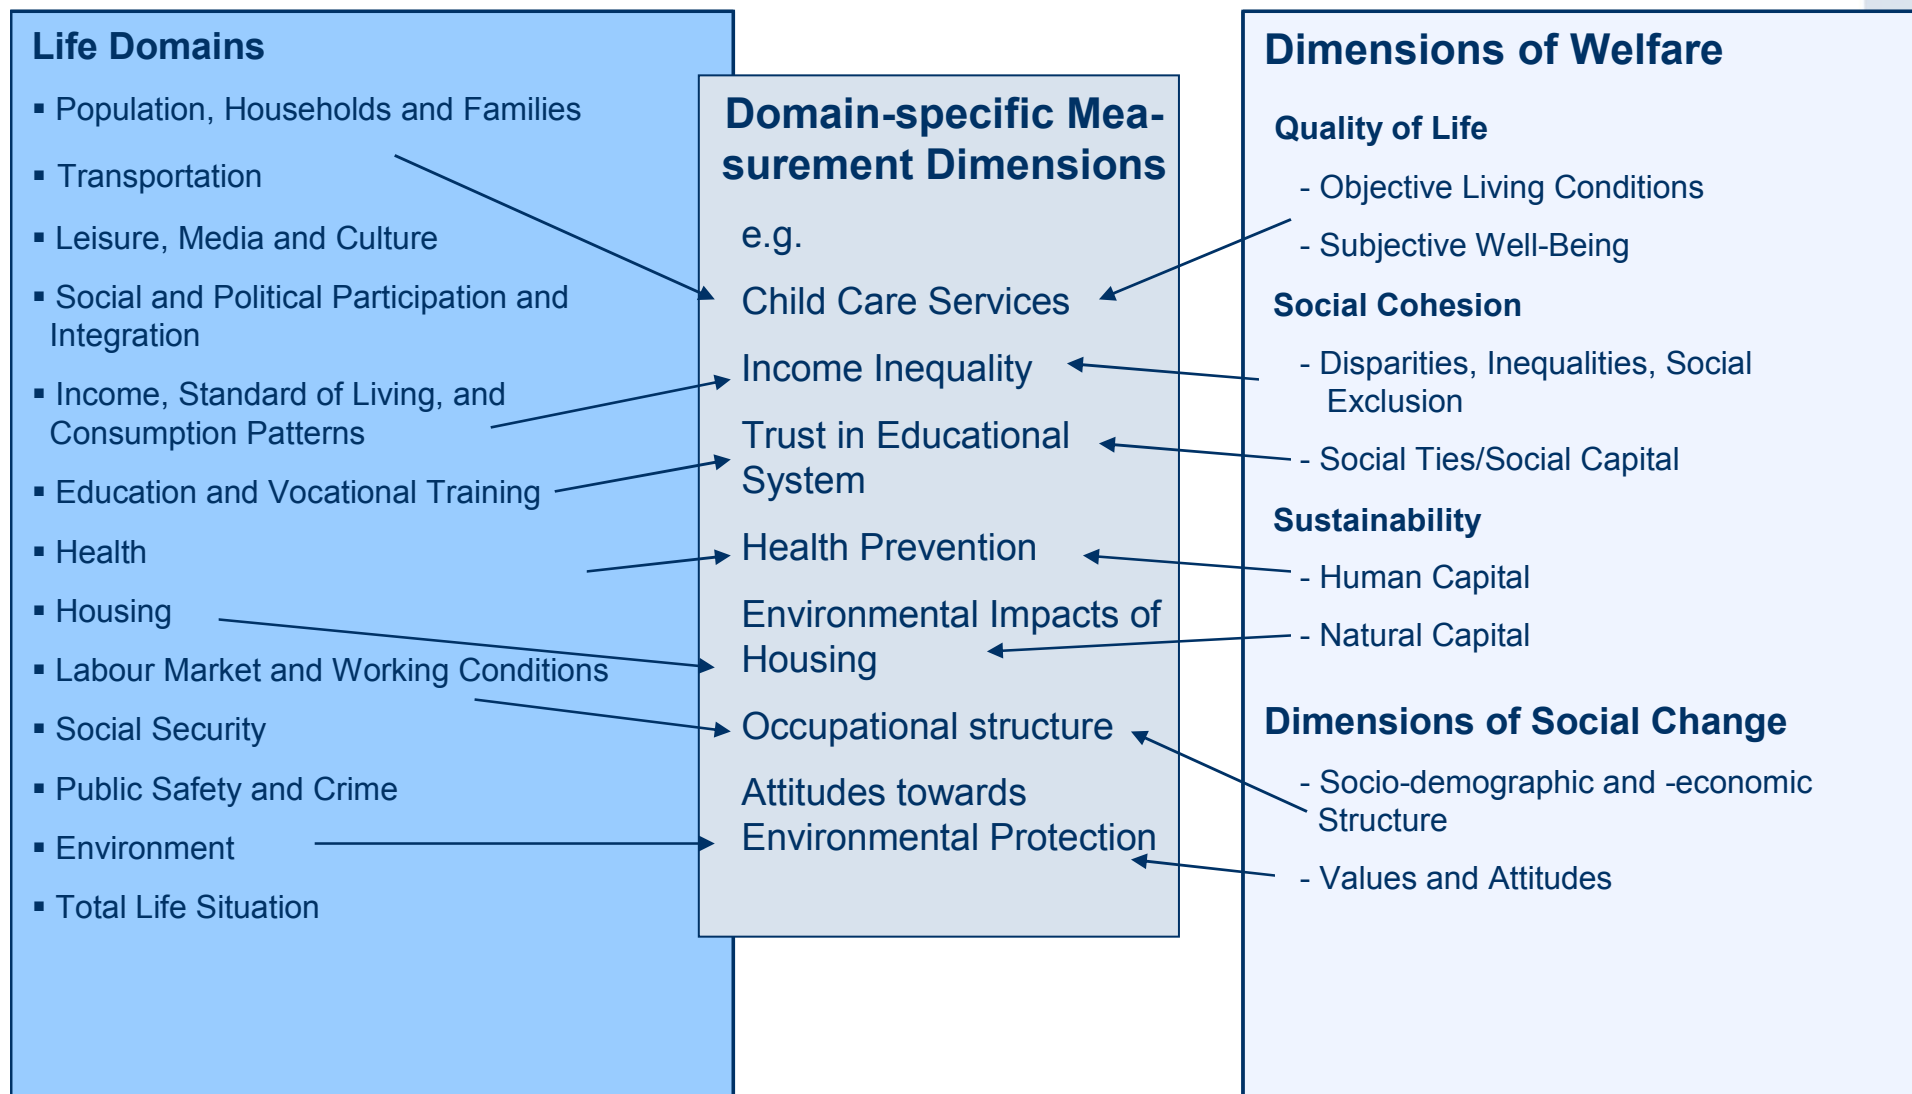 Life Domains
▪ Population, Households and Families
▪ Transportation
▪ Leisure, Media and Culture
▪ Social and Political Participation and
Integration
▪ Income, Standard of Living, and
Consumption Patterns
▪ Education and Vocational Training
▪ Health
▪ Housing
▪ Labour Market and Working Conditions
▪ Social Security
▪ Public Safety and Crime
▪ Environment
▪ Total Life Situation
Domain-specific Mea-
surement Dimensions
e.g.
Child Care Services
Income Inequality
Trust in Educational
System
Health Prevention
Environmental Impacts of
Housing
Occupational structure
Attitudes towards
Environmental Protection
Dimensions of Welfare
Quality of Life
- Objective Living Conditions
- Subjective Well-Being
Social Cohesion
- Disparities, Inequalities, Social
Exclusion
- Social Ties/Social Capital
Sustainability
- Human Capital
- Natural Capital
Dimensions of Social Change
- Socio-demographic and -economic
Structure
- Values and Attitudes